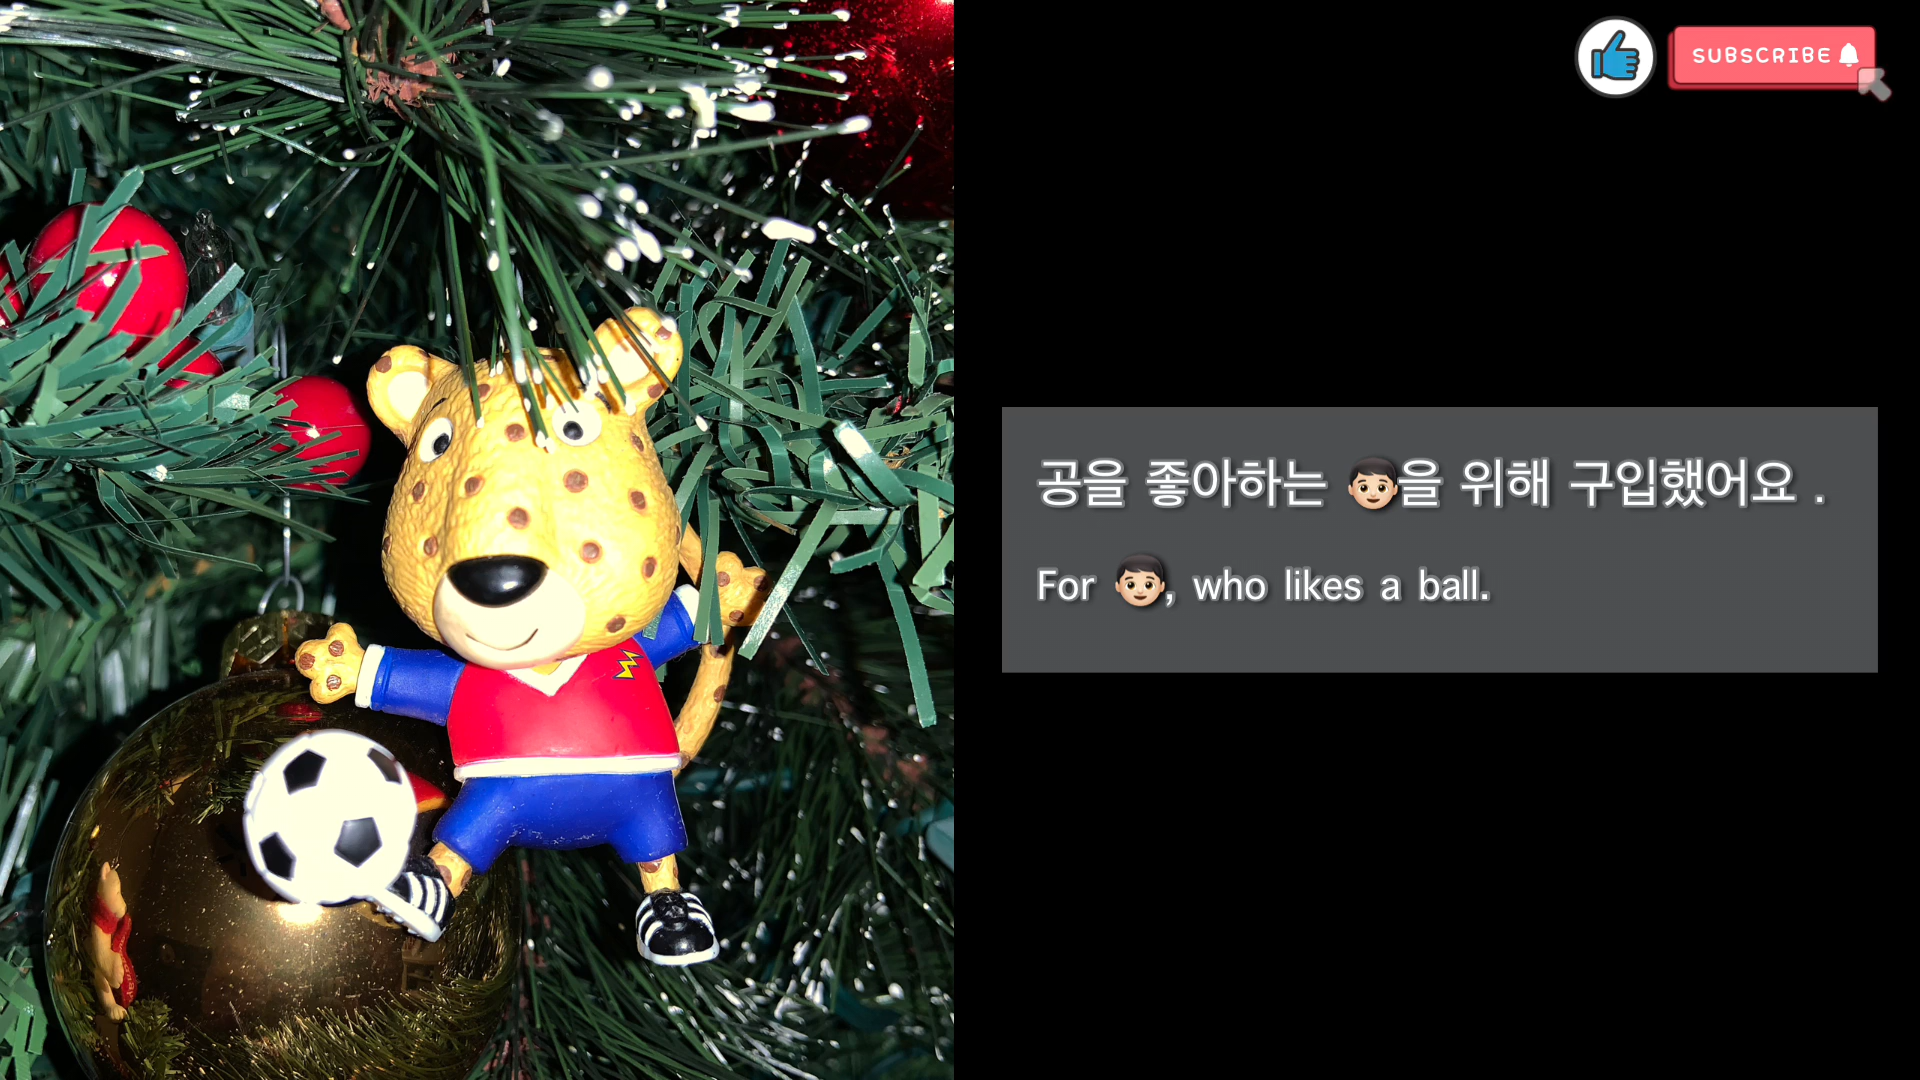 SUBSCRIBE
공을 좋아하는 👦🏻을 위해 구입했어요 .
For 👦🏻, who likes a ball.